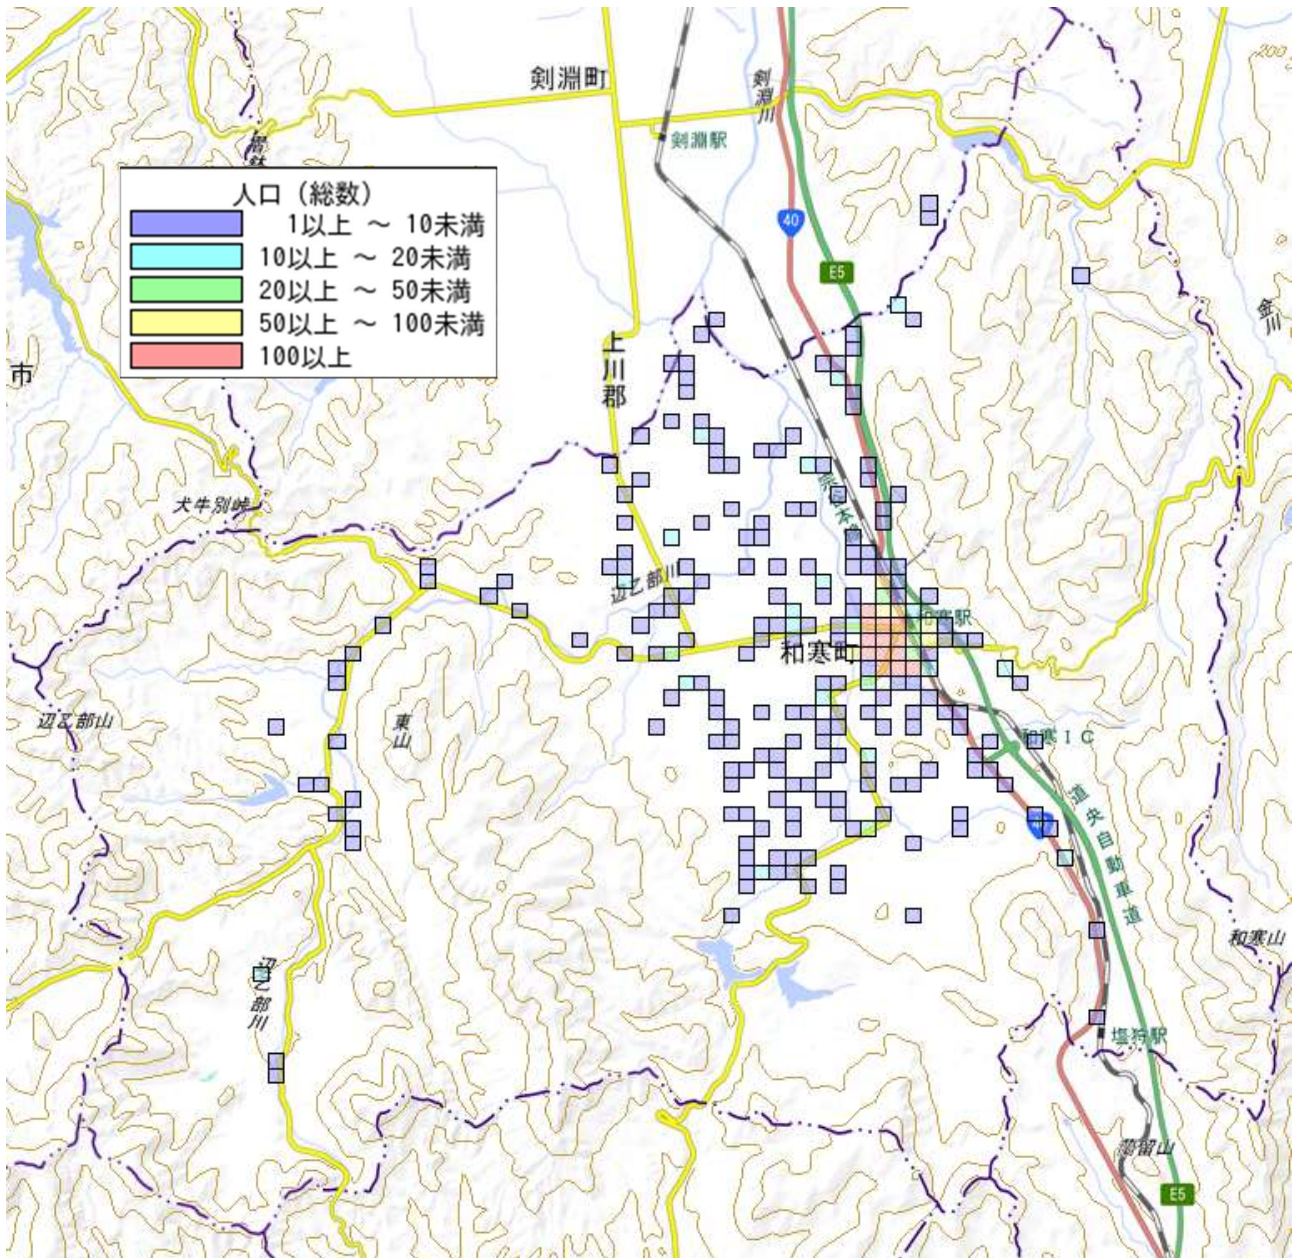 200
剣淵町
剣淵川
剣淵駅
人口（総数）
1以上 ～ 10未満
10以上 ～ 20未満
20以上 ～ 50未満
50以上 ～ 100未満
100以上
40
E5
金川
市
上川郡
犬牛別峠
辺乙部川
和寒駅
和寒町
辺乙部山
東山
和寒IC
道央自動車道
和寒山
辺乙部川
塩狩駅
蘭留山
E5